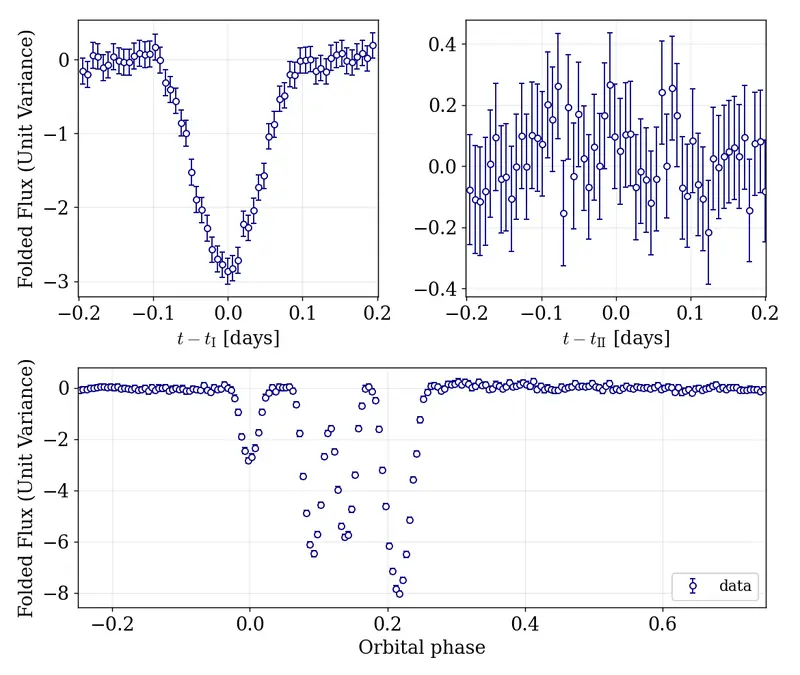 Folded Flux (Unit Variance)
0
−1
−2
−3
−0.2 −0.1 0.0 0.1 0.2
t − tI [days]
0.4
0.2
0.0
−0.2
−0.4
−0.2 −0.1 0.0 0.1 0.2
t − tII [days]
Folded Flux (Unit Variance)
0
−2
−4
−6
−8
data
−0.2 0.0 0.2 0.4 0.6
Orbital phase